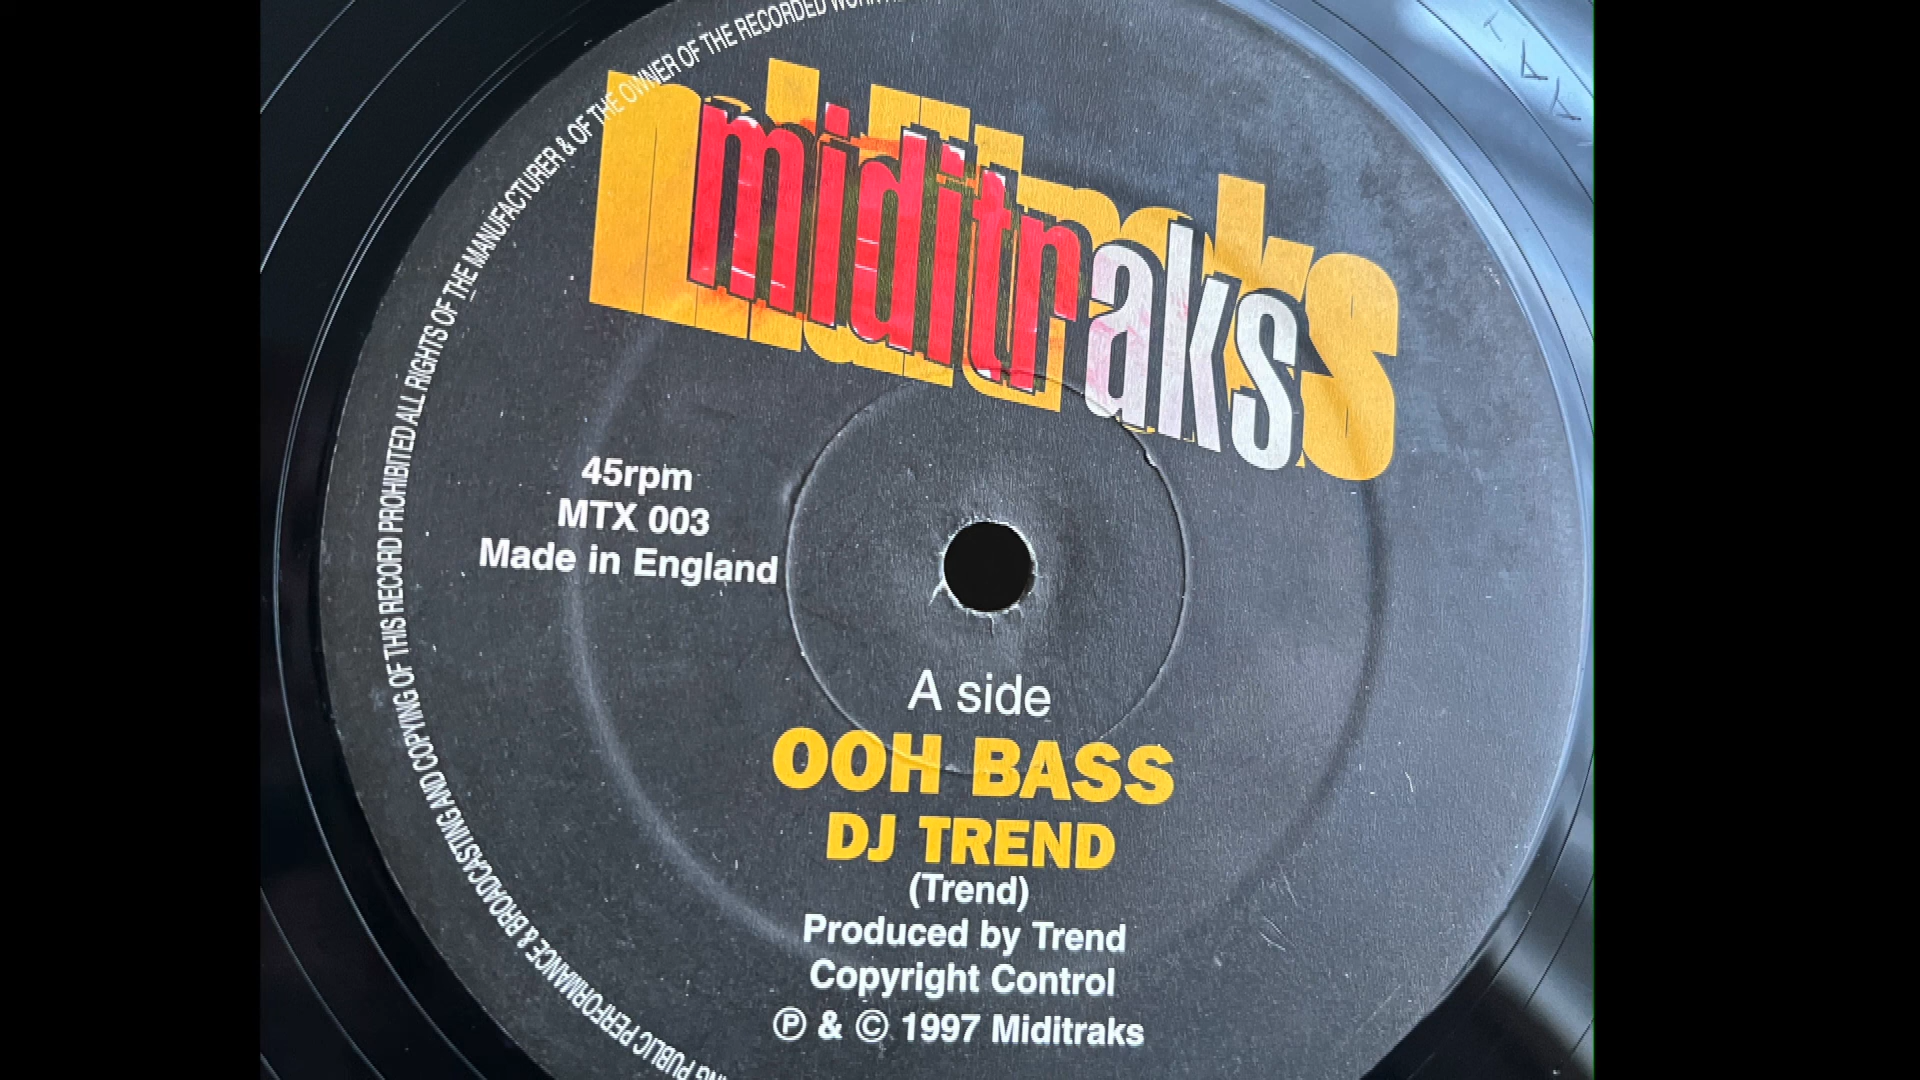 miditraks
45rpm
MTX 003
Made in England
A side
OOH BASS
DJ TREND
(Trend)
Produced by Trend
Copyright Control
Ⓟ & © 1997 Miditraks
PUBLIC PERFORMANCE & BROADCASTING AND COPYING OF THIS RECORD PROHIBITED ALL RIGHTS OF THE MANUFACTURER & OF THE OWNER OF THE RECORDED